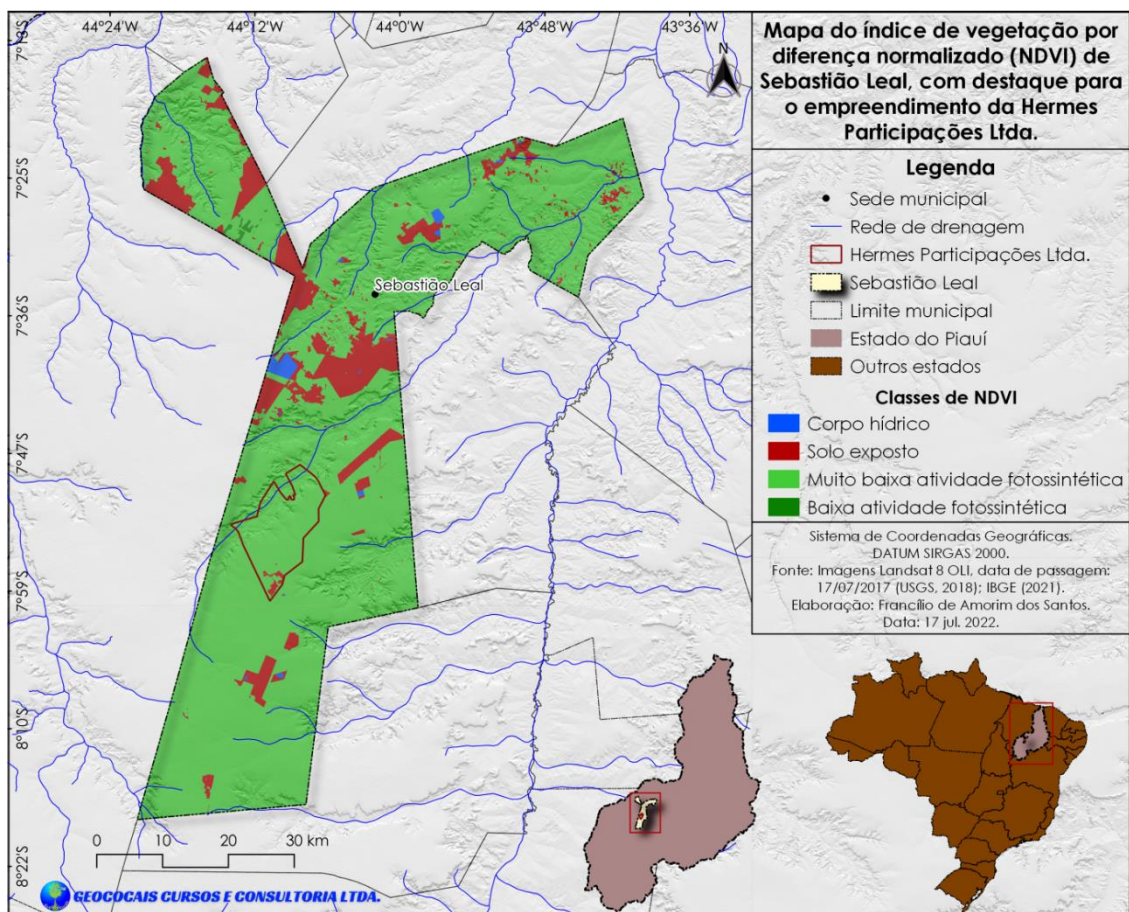 44°24'W 44°12'W 44°0'W 43°48'W 43°36'W
7°13'S
7°25'S
7°36'S
7°47'S
7°59'S
8°10'S
8°22'S
N
Sebastião Leal
0 10 20 30 km
GEOCOCAIS CURSOS E CONSULTORIA LTDA.
Mapa do índice de vegetação por
diferença normalizado (NDVI) de
Sebastião Leal, com destaque para
o empreendimento da Hermes
Participações Ltda.
Legenda
Sede municipal
Rede de drenagem
Hermes Participações Ltda.
Sebastião Leal
Limite municipal
Estado do Piauí
Outros estados
Classes de NDVI
Corpo hídrico
Solo exposto
Muito baixa atividade fotossintética
Baixa atividade fotossintética
Sistema de Coordenadas Geográficas.
DATUM SIRGAS 2000.
Fonte: Imagens Landsat 8 OLI, data de passagem:
17/07/2017 (USGS, 2018); IBGE (2021).
Elaboração: Francílio de Amorim dos Santos.
Data: 17 jul. 2022.